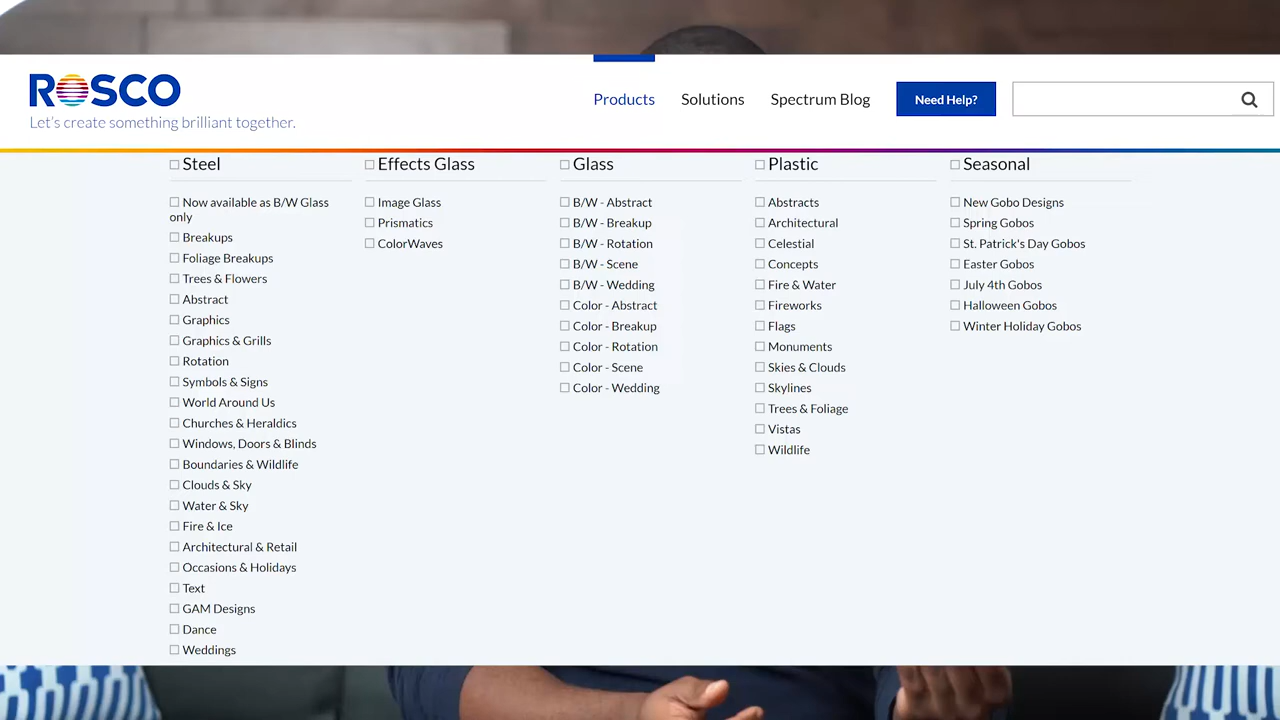 ROSCO
Let's create something brilliant together.
Products
Solutions
Spectrum Blog
Need Help?
Steel
Now available as B/W Glass
only
Breakups
Foliage Breakups
Trees & Flowers
Abstract
Graphics
Graphics & Grills
Rotation
Symbols & Signs
World Around Us
Churches & Heraldics
Windows, Doors & Blinds
Boundaries & Wildlife
Clouds & Sky
Water & Sky
Fire & Ice
Architectural & Retail
Occasions & Holidays
Text
GAM Designs
Dance
Weddings
Effects Glass
Image Glass
Prismatics
ColorWaves
Glass
B/W - Abstract
B/W - Breakup
B/W - Rotation
B/W - Scene
B/W - Wedding
Color - Abstract
Color - Breakup
Color - Rotation
Color - Scene
Color - Wedding
Plastic
Abstracts
Architectural
Celestial
Concepts
Fire & Water
Fireworks
Flags
Monuments
Skies & Clouds
Skylines
Trees & Foliage
Vistas
Wildlife
Seasonal
New Gobo Designs
Spring Gobos
St. Patrick's Day Gobos
Easter Gobos
July 4th Gobos
Halloween Gobos
Winter Holiday Gobos